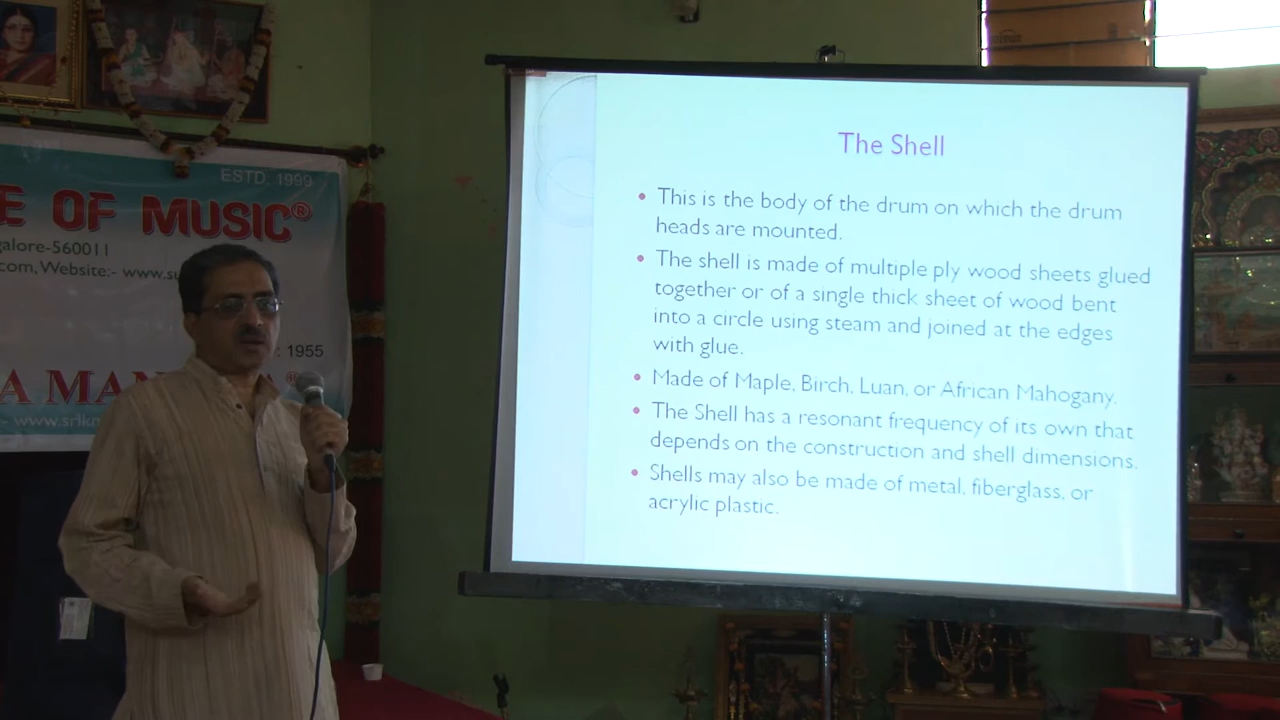 ESTD: 1999
OF MUSIC®
560011
.com, Website:- www.su
: 1955
A MAN
- www.srik
The Shell
• This is the body of the drum on which the drum
heads are mounted.
• The shell is made of multiple ply wood sheets glued
together or of a single thick sheet of wood bent
into a circle using steam and joined at the edges
with glue.
• Made of Maple, Birch, Luan, or African Mahogany.
• The Shell has a resonant frequency of its own that
depends on the construction and shell dimensions.
• Shells may also be made of metal, fiberglass, or
acrylic plastic.